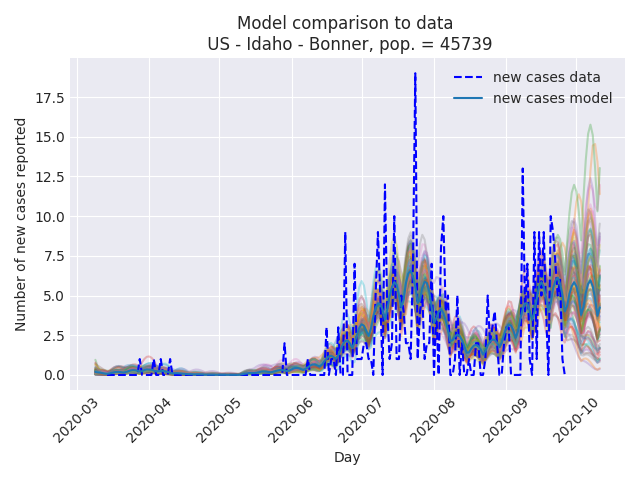 Model comparison to data
US - Idaho - Bonner, pop. = 45739
new cases data
new cases model
Number of new cases reported
17.5
15.0
12.5
10.0
7.5
5.0
2.5
0.0
2020-03
2020-04
2020-05
2020-06
2020-07
2020-08
2020-09
2020-10
Day